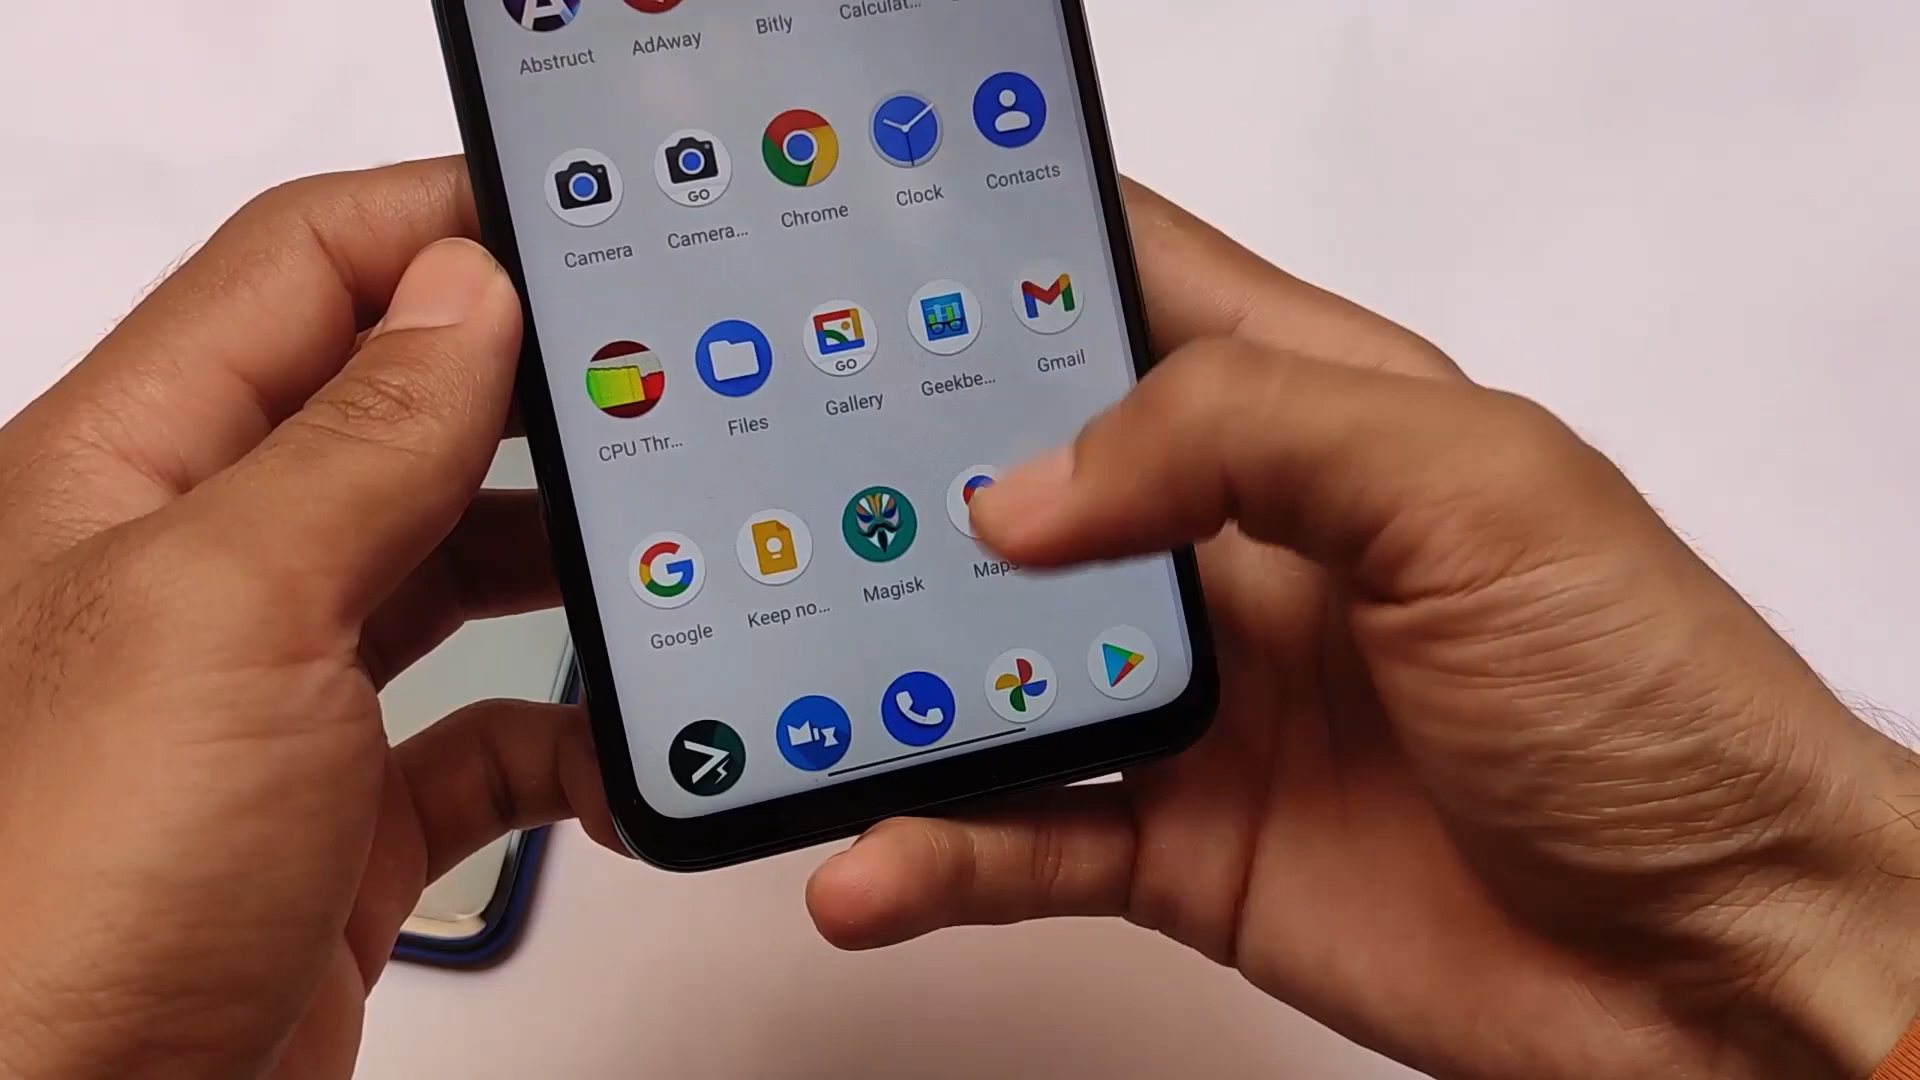 Abstruct AdAway Bitly Calculat...
GO
Camera Camera... Chrome Clock Contacts
GO
CPU Thr... Files Gallery Geekbe... Gmail
Google Keep no... Magisk Maps